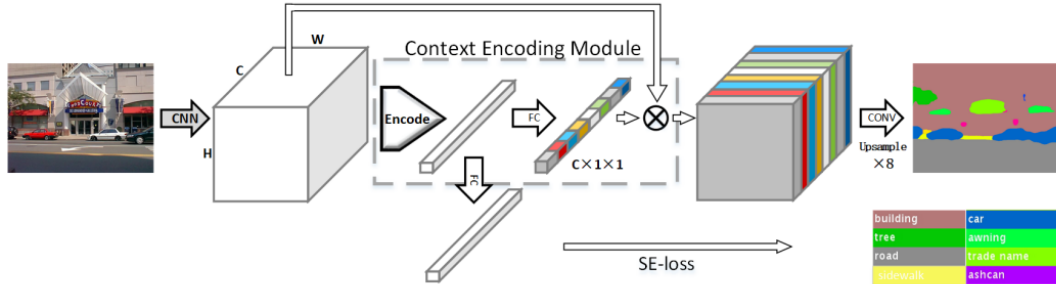 W
Context Encoding Module
C
CNN
H
Encode
FC
FC
C×1×1
SE-loss
CONV
Upsample
×8
t
building car
tree awning
road trade name
sidewalk ashcan